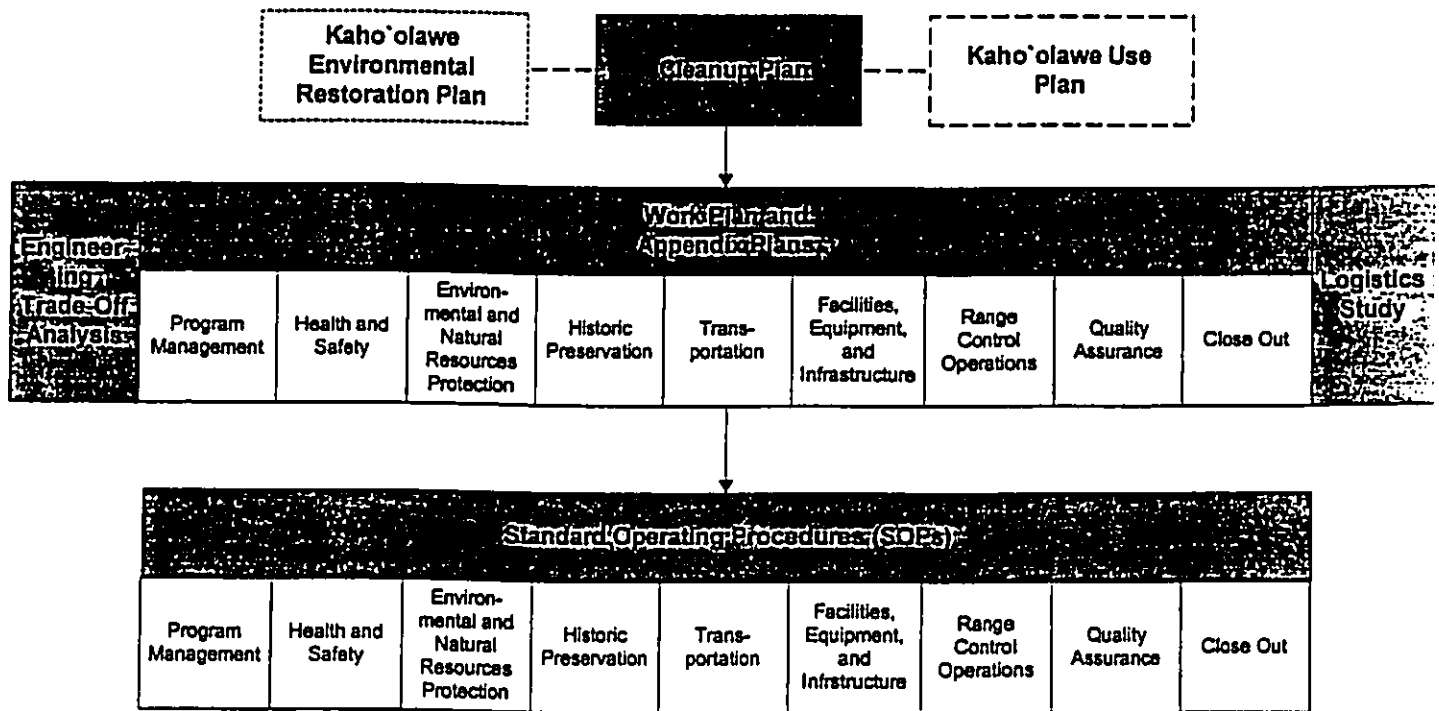 Kaho`olawe
Environmental
Restoration Plan
Cleanup Plan
Kaho`olawe Use
Plan
Work Plan and
Appendix Plans
Engineer-
ing
Trade-Off
Analysis
Program
Management
Health and
Safety
Environ-
mental and
Natural
Resources
Protection
Historic
Preservation
Trans-
portation
Facilities,
Equipment,
and
Infrastructure
Range
Control
Operations
Quality
Assurance
Close Out
Logistics
Study
Standard Operating Procedures (SOPs)
Program
Management
Health and
Safety
Environ-
mental and
Natural
Resources
Protection
Historic
Preservation
Trans-
portation
Facilities,
Equipment,
and
Infrstructure
Range
Control
Operations
Quality
Assurance
Close Out